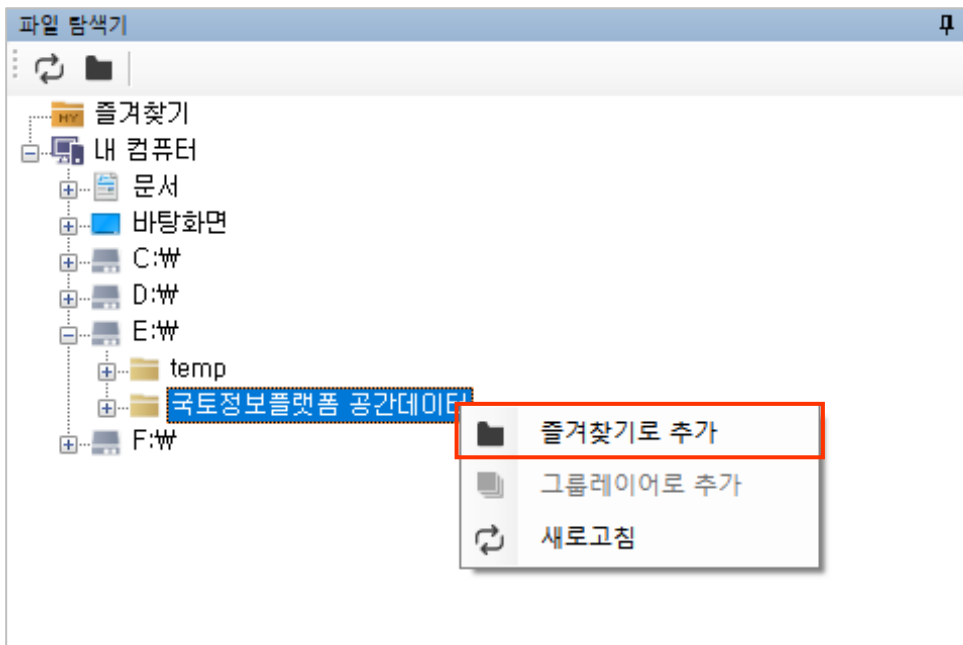 파일 탐색기
즐겨찾기
내 컴퓨터
문서
바탕화면
C:₩
D:₩
E:₩
temp
국토정보플랫폼 공간데이터
F:₩
즐겨찾기로 추가
그룹레이어로 추가
새로고침